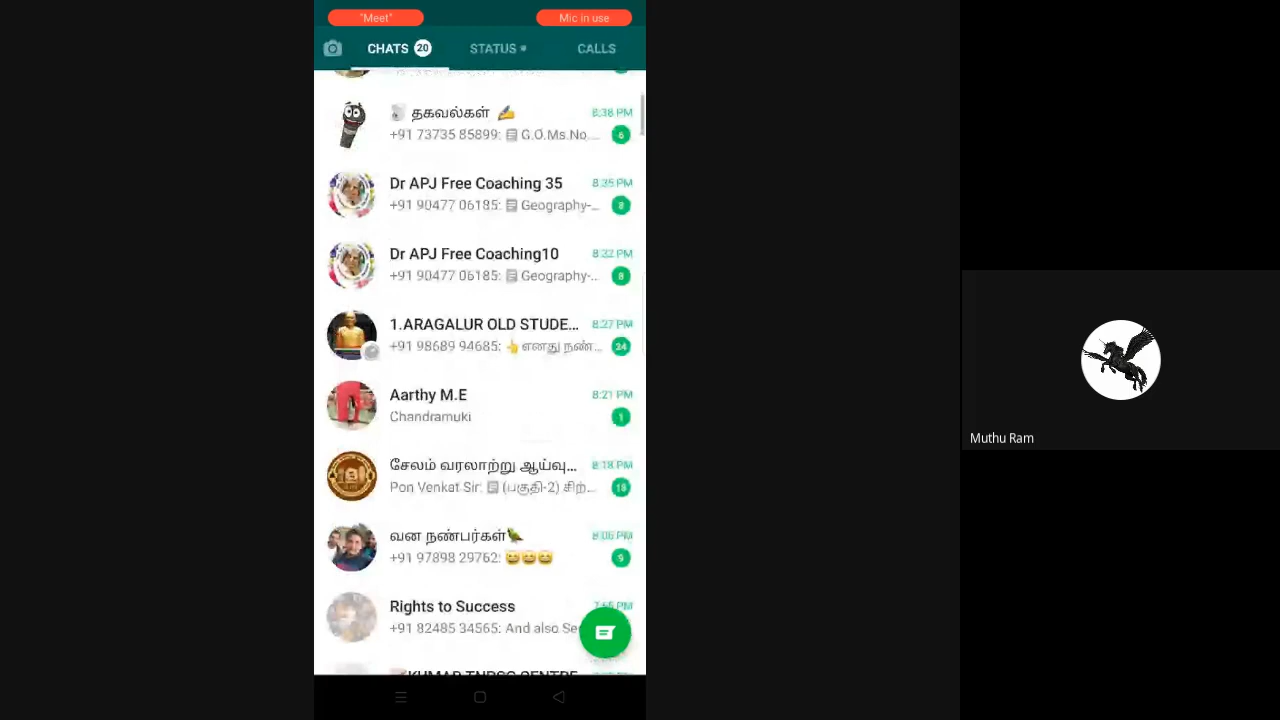 "Meet"
Mic in use
CHATS 20
STATUS
CALLS
தகவல்கள் ✍
8:38 PM
+91 73735 85899: G.O.Ms.No....
6
Dr APJ Free Coaching 35
8:35 PM
+91 90477 06185: Geography-...
8
Dr APJ Free Coaching10
8:32 PM
+91 90477 06185: Geography-...
8
1.ARAGALUR OLD STUDE...
8:27 PM
+91 98689 94685: 👆எனது நண்...
24
Aarthy M.E
8:21 PM
Chandramuki
1
சேலம் வரலாற்று ஆய்வு...
8:18 PM
Pon Venkat Sir: (பகுதி-2) சிற்...
18
வன நண்பர்கள்🦜
8:06 PM
+91 97898 29762: 😅😅😅
9
Rights to Success
+91 82485 34565: And also Se
KUMAR TNPSC CENTRE
Muthu Ram